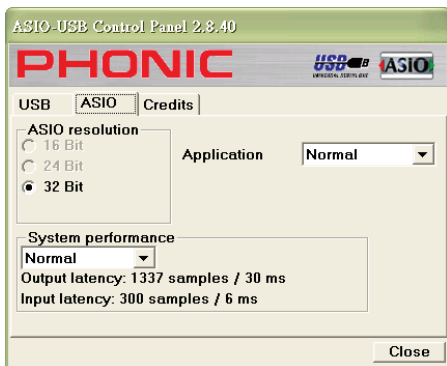 ASIO-USB Control Panel 2.8.40
PHONIC
USB
UNIVERSAL SERIAL BUS
ASIO
USB ASIO Credits
ASIO resolution
16 Bit
24 Bit
32 Bit
Application Normal
System performance
Normal
Output latency: 1337 samples / 30 ms
Input latency: 300 samples / 6 ms
Close